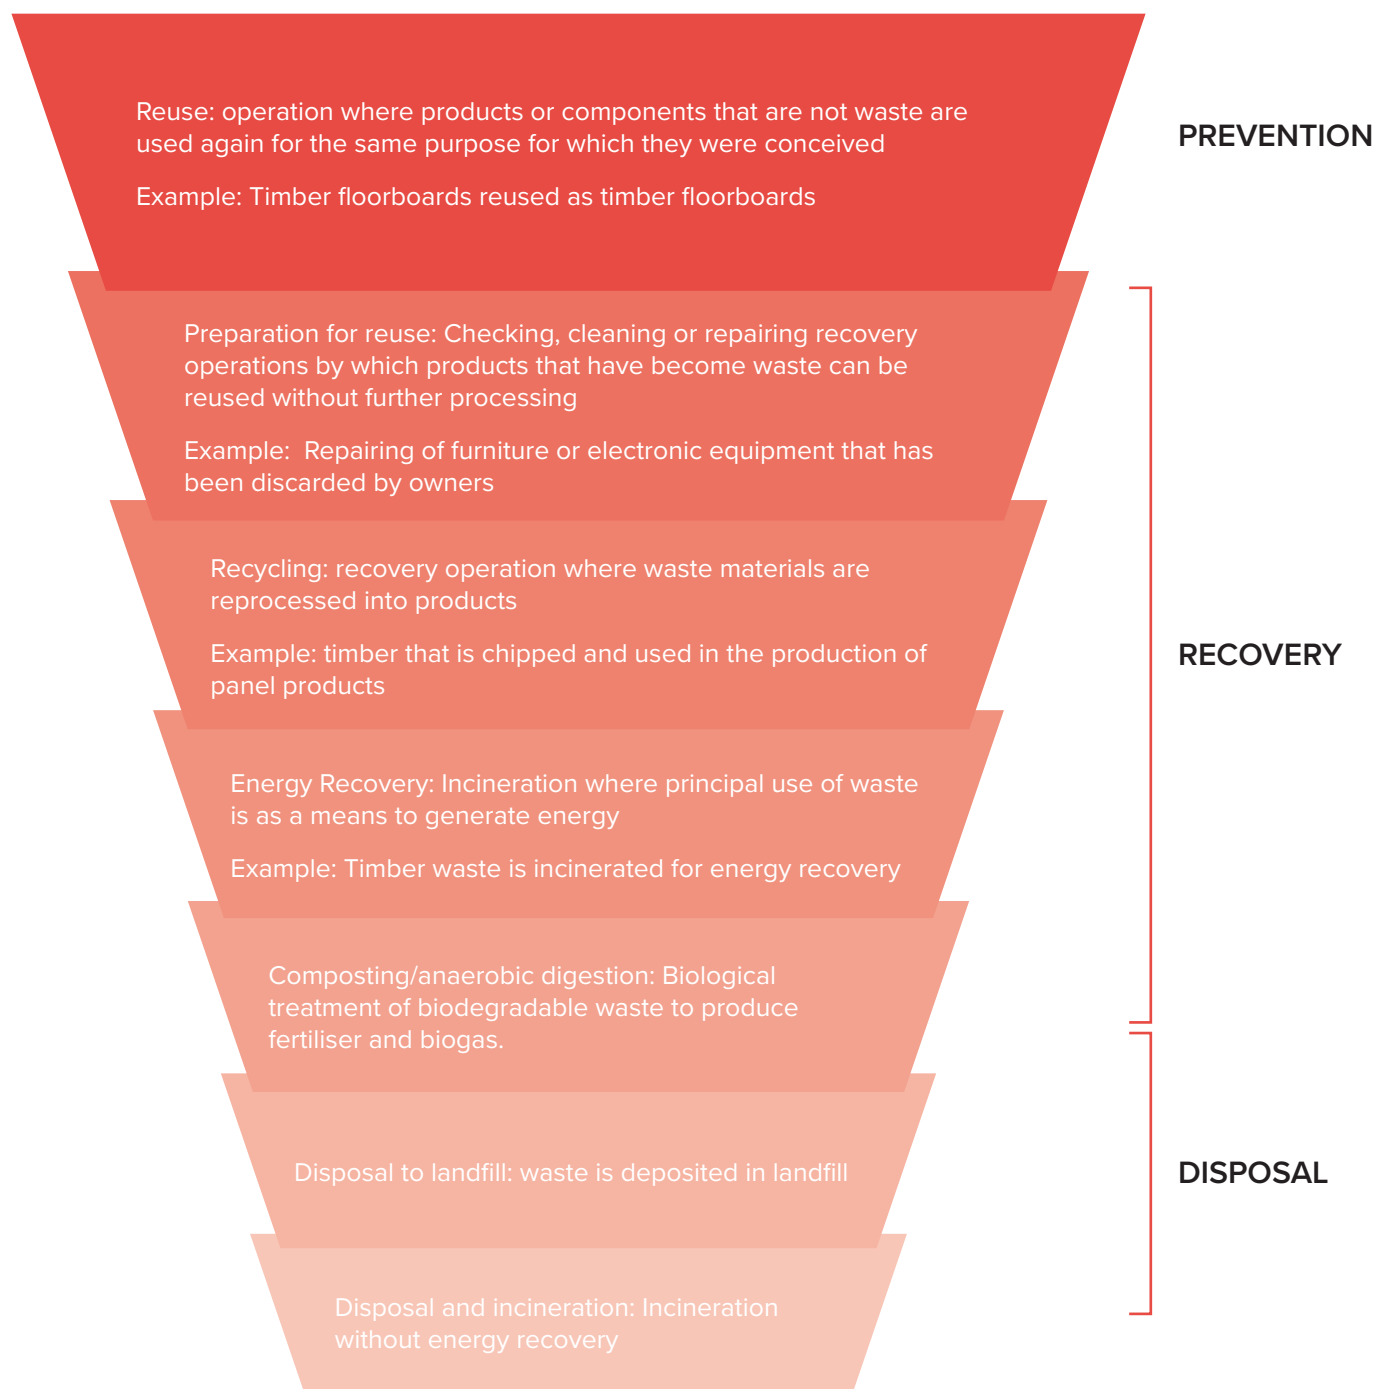 Reuse: operation where products or components that are not waste are
used again for the same purpose for which they were conceived
Example: Timber floorboards reused as timber floorboards
PREVENTION
Preparation for reuse: Checking, cleaning or repairing recovery
operations by which products that have become waste can be
reused without further processing
Example: Repairing of furniture or electronic equipment that has
been discarded by owners
Recycling: recovery operation where waste materials are
reprocessed into products
Example: timber that is chipped and used in the production of
panel products
RECOVERY
Energy Recovery: Incineration where principal use of waste
is as a means to generate energy
Example: Timber waste is incinerated for energy recovery
Composting/anaerobic digestion: Biological
treatment of biodegradable waste to produce
fertiliser and biogas.
Disposal to landfill: waste is deposited in landfill
DISPOSAL
Disposal and incineration: Incineration
without energy recovery